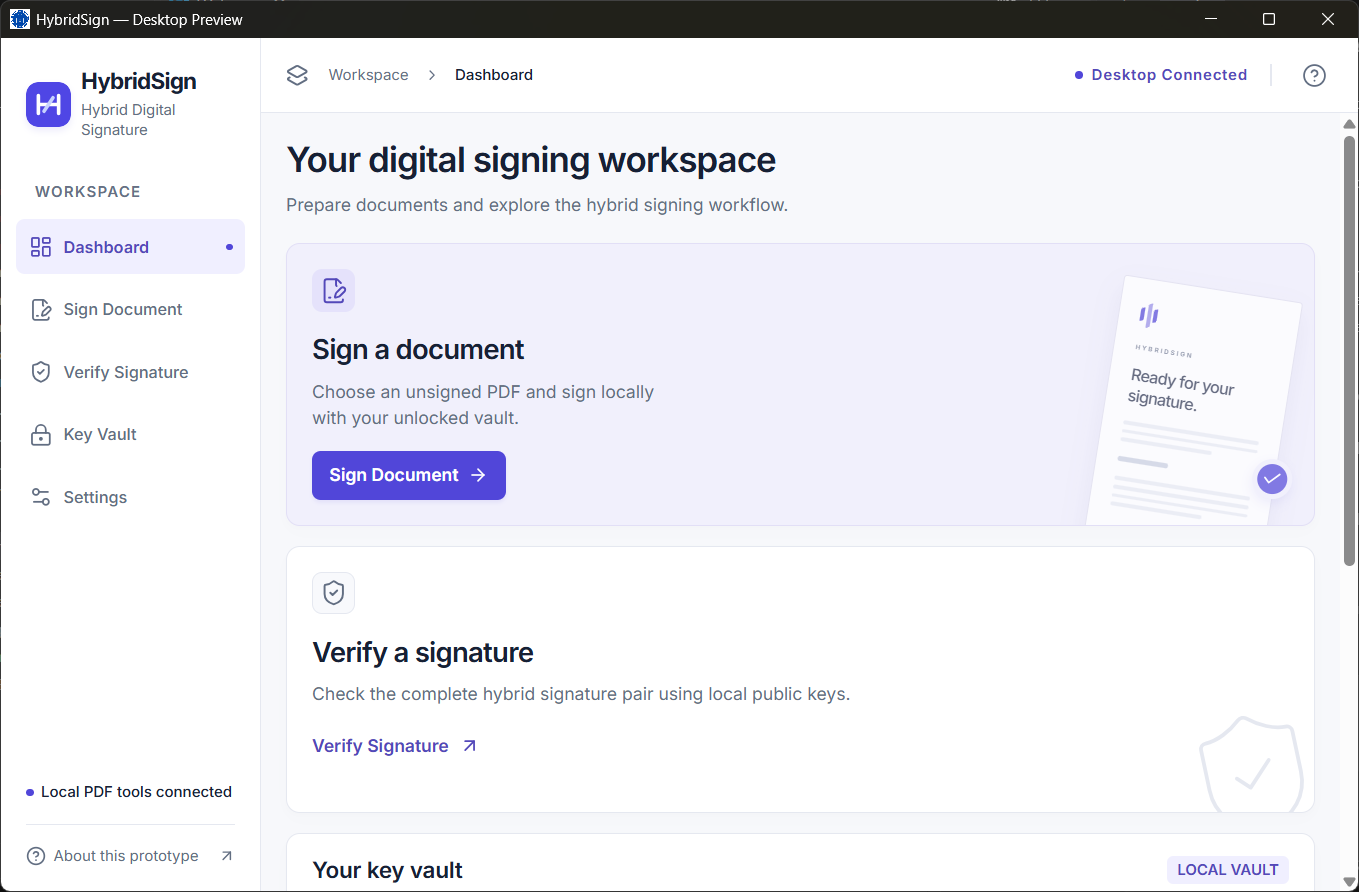 HybridSign — Desktop Preview
HybridSign
Hybrid Digital
Signature
WORKSPACE
Dashboard
Sign Document
Verify Signature
Key Vault
Settings
Local PDF tools connected
About this prototype
Workspace
Dashboard
Desktop Connected
Your digital signing workspace
Prepare documents and explore the hybrid signing workflow.
Sign a document
Choose an unsigned PDF and sign locally
with your unlocked vault.
Sign Document
HYBRIDSIGN
Ready for your
signature.
Verify a signature
Check the complete hybrid signature pair using local public keys.
Verify Signature
Your key vault
LOCAL VAULT